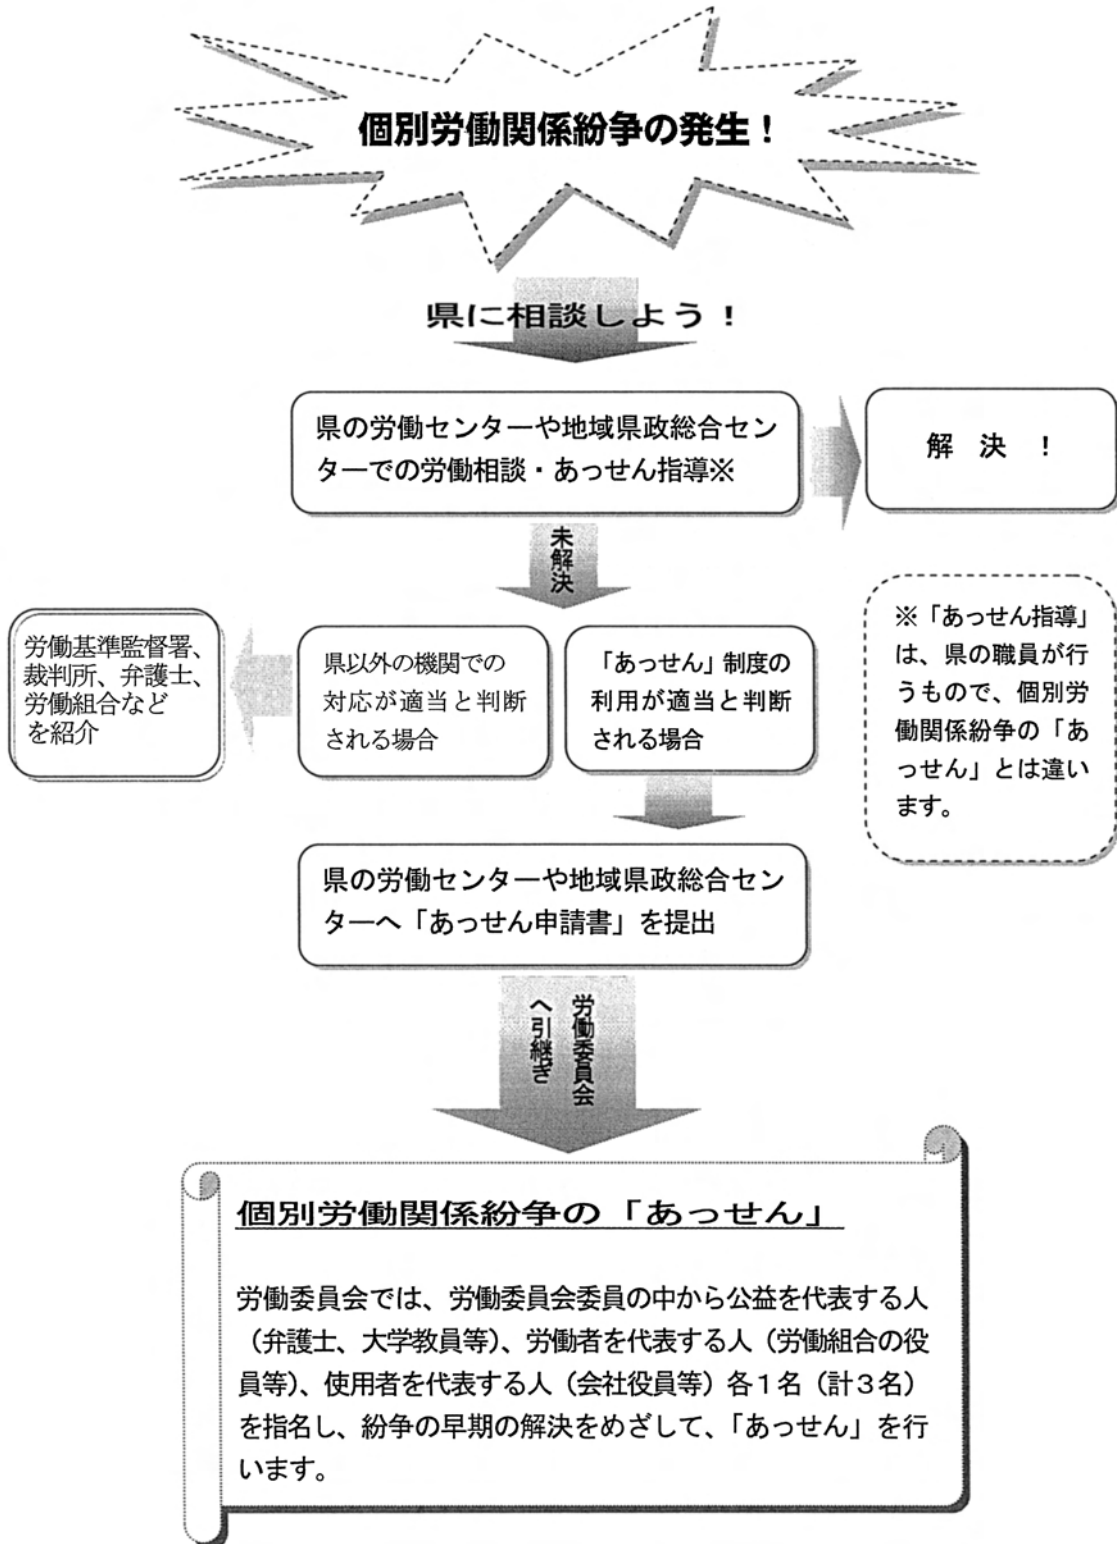 個別労働関係紛争の発生！
県に相談しよう！
県の労働センターや地域県政総合セン
ターでの労働相談・あっせん指導※
解　決　！
未解決
労働基準監督署、
裁判所、弁護士、
労働組合など
を紹介
県以外の機関での
対応が適当と判断
される場合
「あっせん」制度の
利用が適当と判断
される場合
※「あっせん指導」
は、県の職員が行
うもので、個別労
働関係紛争の「あ
っせん」とは違い
ます。
県の労働センターや地域県政総合セン
ターへ「あっせん申請書」を提出
労働委員会
へ引継ぎ
個別労働関係紛争の「あっせん」
労働委員会では、労働委員会委員の中から公益を代表する人
（弁護士、大学教員等）、労働者を代表する人（労働組合の役
員等）、使用者を代表する人（会社役員等）各１名（計３名）
を指名し、紛争の早期の解決をめざして、「あっせん」を行
います。